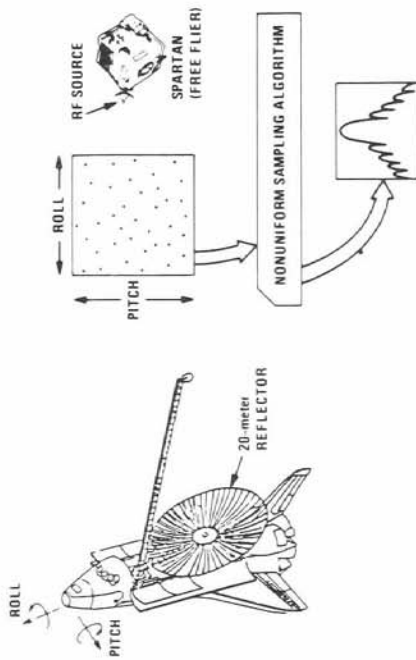 ROLL
PITCH
20-meter
REFLECTOR
ROLL
PITCH
RF SOURCE
SPARTAN
(FREE FLIER)
NONUNIFORM SAMPLING ALGORITHM